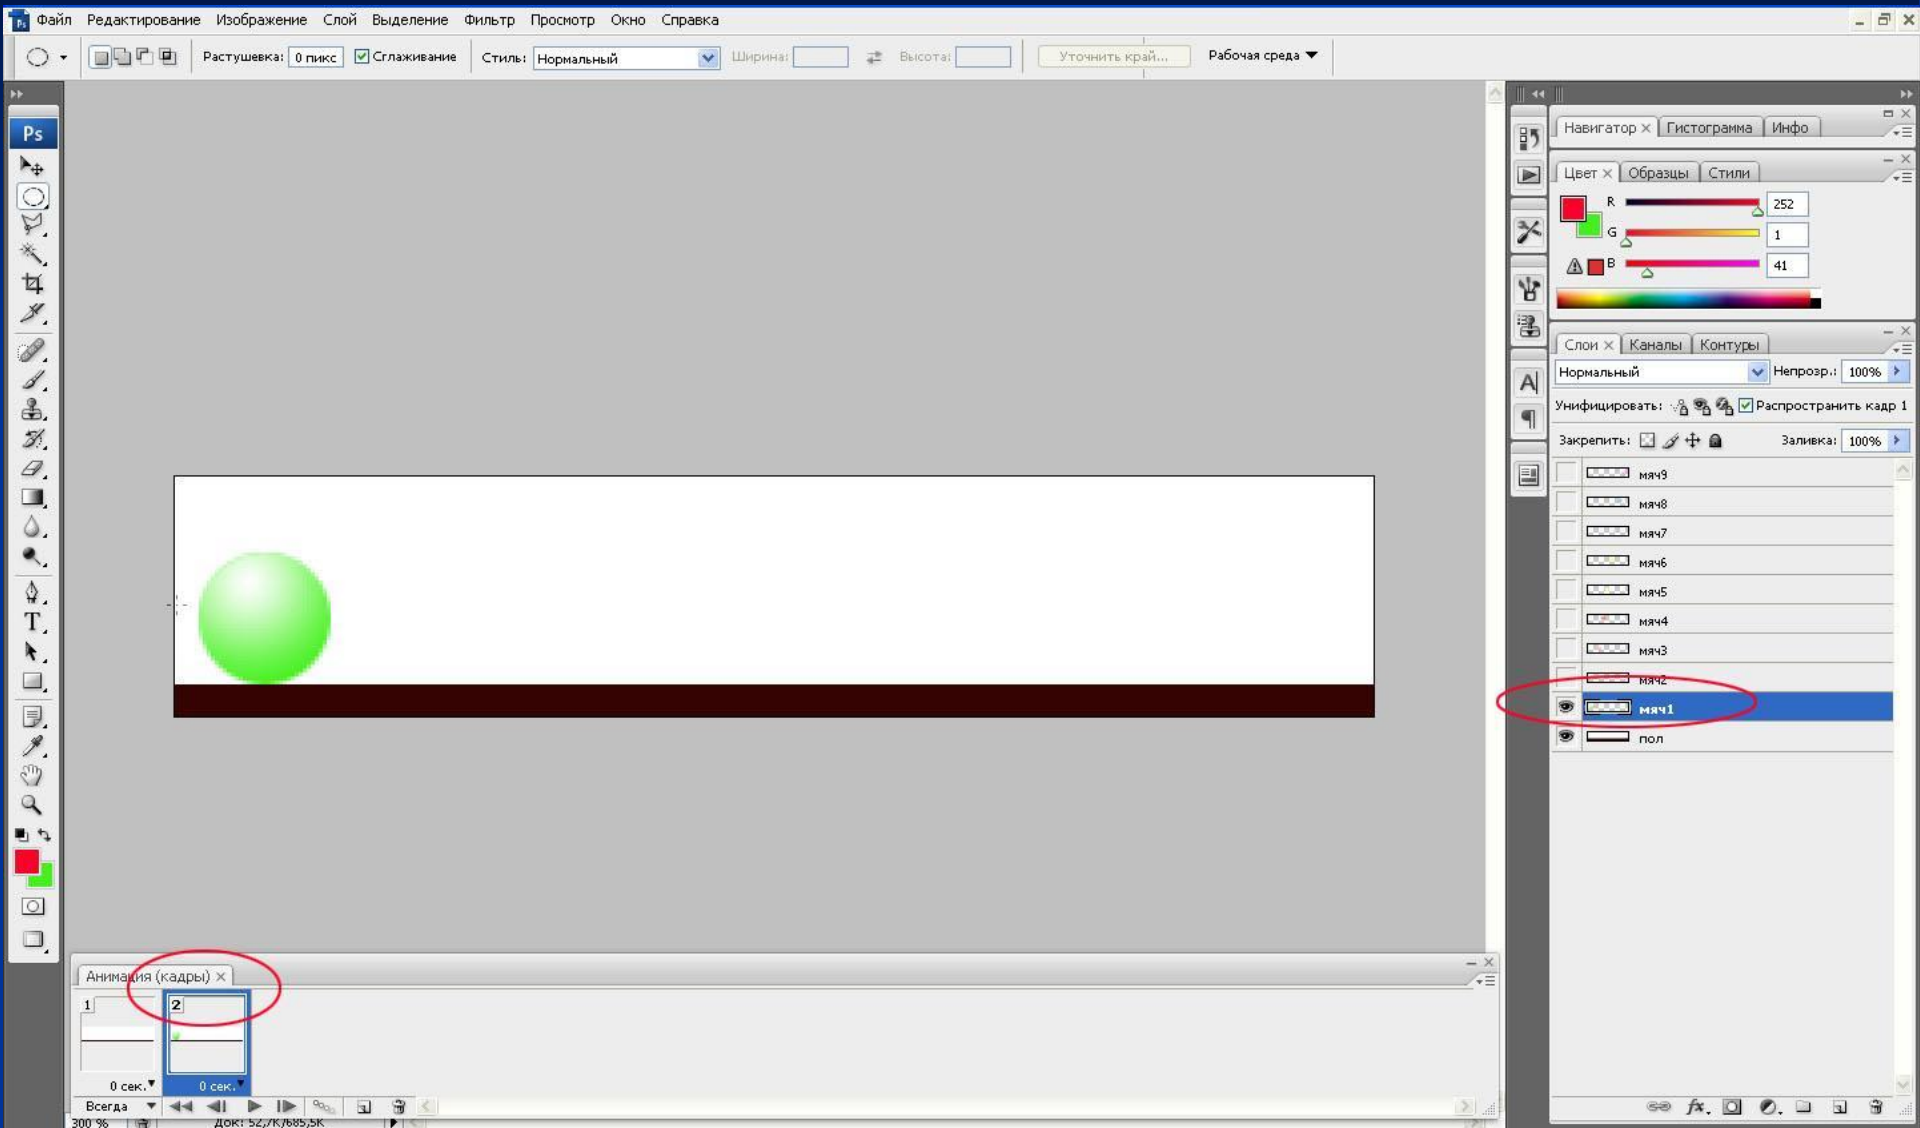 Файл Редактирование Изображение Слой Выделение Фильтр Просмотр Окно Справка
Растушевка: 0 пикс Сглаживание Стиль: Нормальный Ширина: Высота: Уточнить край... Рабочая среда
Ps
Навигатор × Гистограмма Инфо
Цвет × Образцы Стили
R 252
G 1
B 41
Слои × Каналы Контуры
Нормальный Непрозр.: 100%
Унифицировать: Распространить кадр 1
Закрепить: Заливка: 100%
мяч9
мяч8
мяч7
мяч6
мяч5
мяч4
мяч3
мяч2
мяч1
пол
Анимация (кадры) ×
1 2
0 сек. 0 сек.
Всегда
300 % Док: 52,7K/685,5K